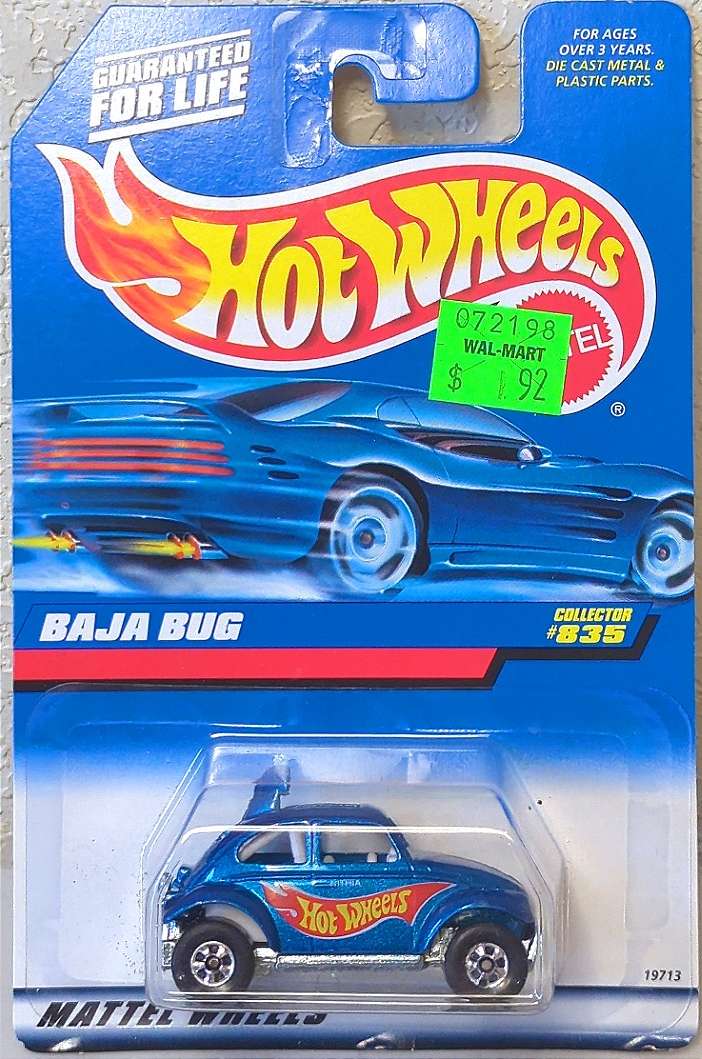 GUARANTEED
FOR LIFE
FOR AGES
OVER 3 YEARS.
DIE CAST METAL &
PLASTIC PARTS.
HOT WHEELS
TEL
®
072198
WAL-MART
$ 1.92
BAJA BUG
COLLECTOR
#835
HOT WHEELS
19713
MATTEL WHEELS